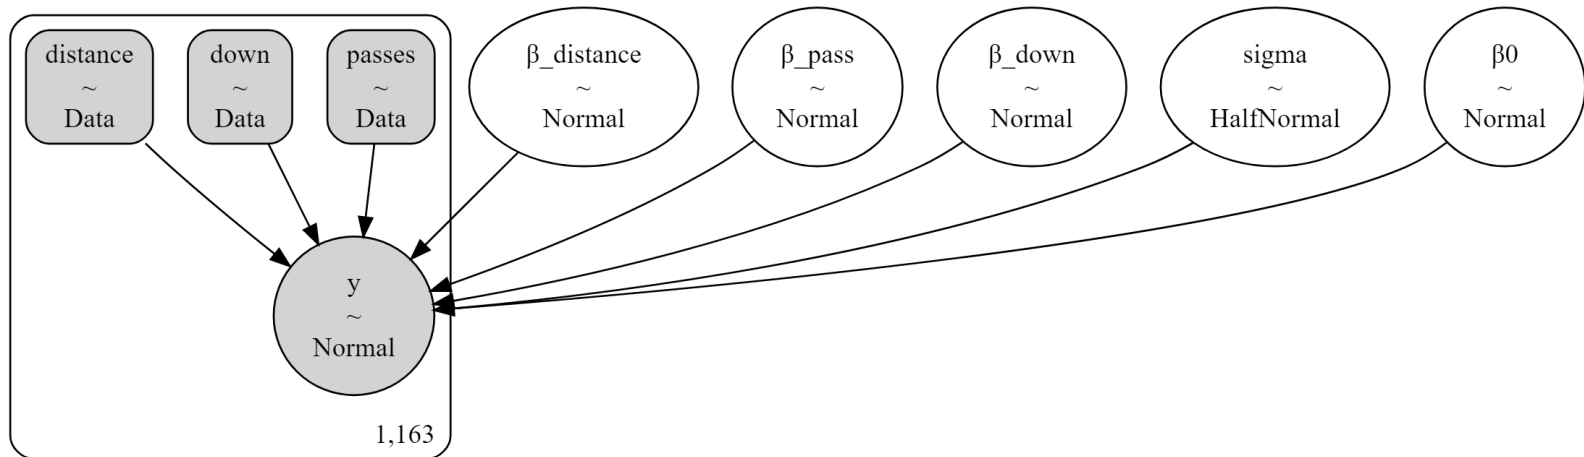 distance
~
Data
down
~
Data
passes
~
Data
β_distance
~
Normal
β_pass
~
Normal
β_down
~
Normal
sigma
~
HalfNormal
β0
~
Normal
y
~
Normal
1,163